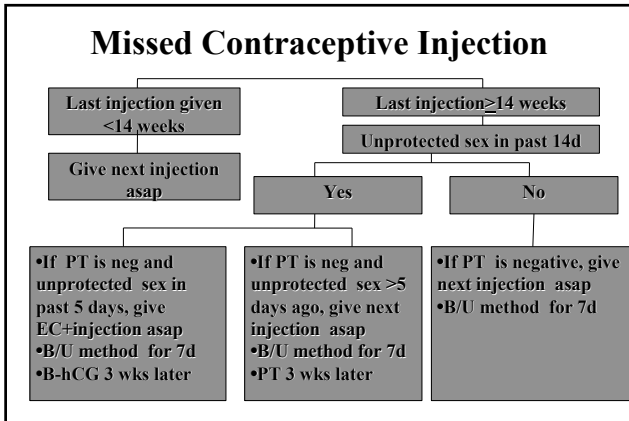 Missed Contraceptive Injection
Last injection given
<14 weeks
Last injection≥14 weeks
Unprotected sex in past 14d
Give next injection
asap
Yes
No
•If PT is neg and
unprotected sex in
past 5 days, give
EC+injection asap
•B/U method for 7d
•B-hCG 3 wks later
•If PT is neg and
unprotected sex >5
days ago, give next
injection asap
•B/U method for 7d
•PT 3 wks later
•If PT is negative, give
next injection asap
•B/U method for 7d